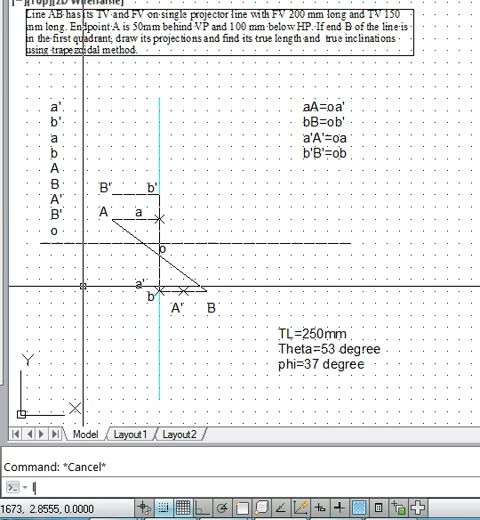 [-][Top][2D Wireframe]
Line AB has its TV and FV on single projector line with FV 200 mm long and TV 150
mm long. Endpoint A is 50mm behind VP and 100 mm below HP. If end B of the line is
in the first quadrant, draw its projections and find its true length and true inclinations
using trapezoidal method.
a'
b'
a
b
A
B
A'
B'
o
aA=oa'
bB=ob'
a'A'=oa
b'B'=ob
B' b'
A a
o
a'
b
A' B
TL=250mm
Theta=53 degree
phi=37 degree
Y
X
Model Layout1 Layout2
Command: *Cancel*
1673, 2.8555, 0.0000